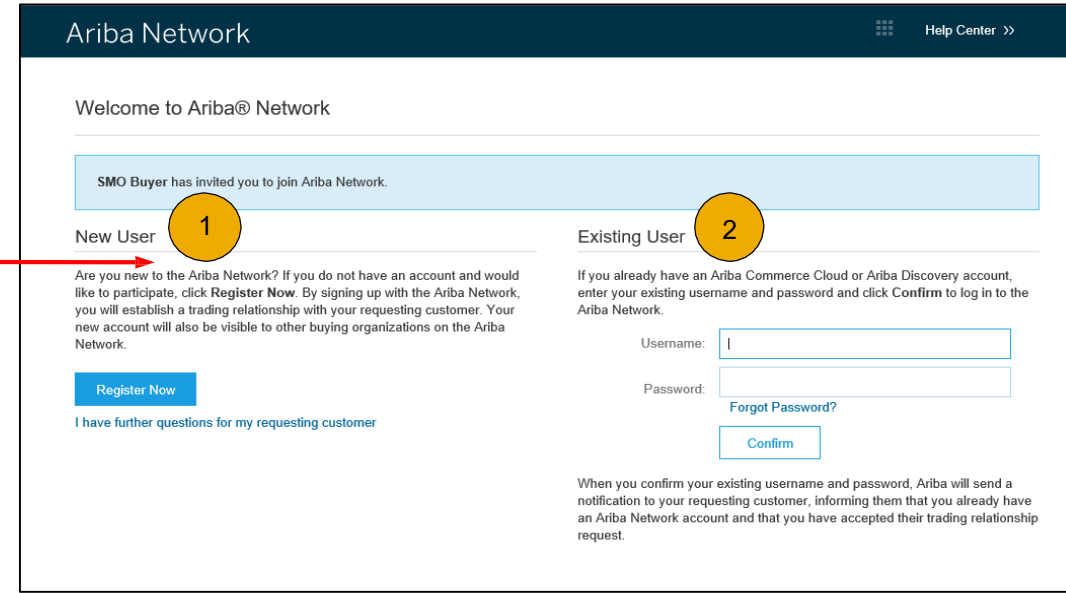 Ariba Network
Help Center >>
Welcome to Ariba® Network
SMO Buyer has invited you to join Ariba Network.
1
New User
Are you new to the Ariba Network? If you do not have an account and would
like to participate, click Register Now. By signing up with the Ariba Network,
you will establish a trading relationship with your requesting customer. Your
new account will also be visible to other buying organizations on the Ariba
Network.
Register Now
I have further questions for my requesting customer
2
Existing User
If you already have an Ariba Commerce Cloud or Ariba Discovery account,
enter your existing username and password and click Confirm to log in to the
Ariba Network.
Username:
Password:
Forgot Password?
Confirm
When you confirm your existing username and password, Ariba will send a
notification to your requesting customer, informing them that you already have
an Ariba Network account and that you have accepted their trading relationship
request.